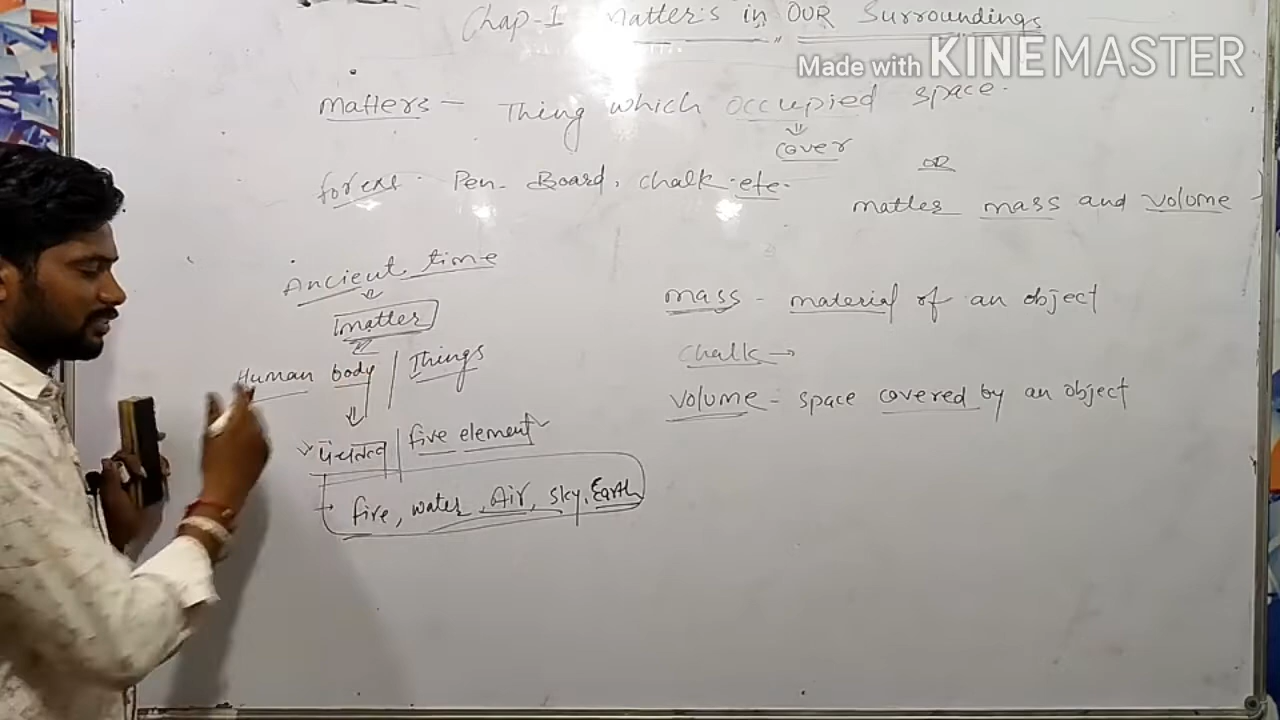 Chap-1 Matter's in OUR Surroundings
Made with KINEMASTER
matters - Thing which occupied space.
cover
for exe. Pen. Board, chalk.etc.
OR
matter mass and volume
Ancient time
matter
mass - material of an object
Human body | Things
chalk →
volume = space covered by an object
पंचतत्व | five element
fire, water, Air, sky, Earth